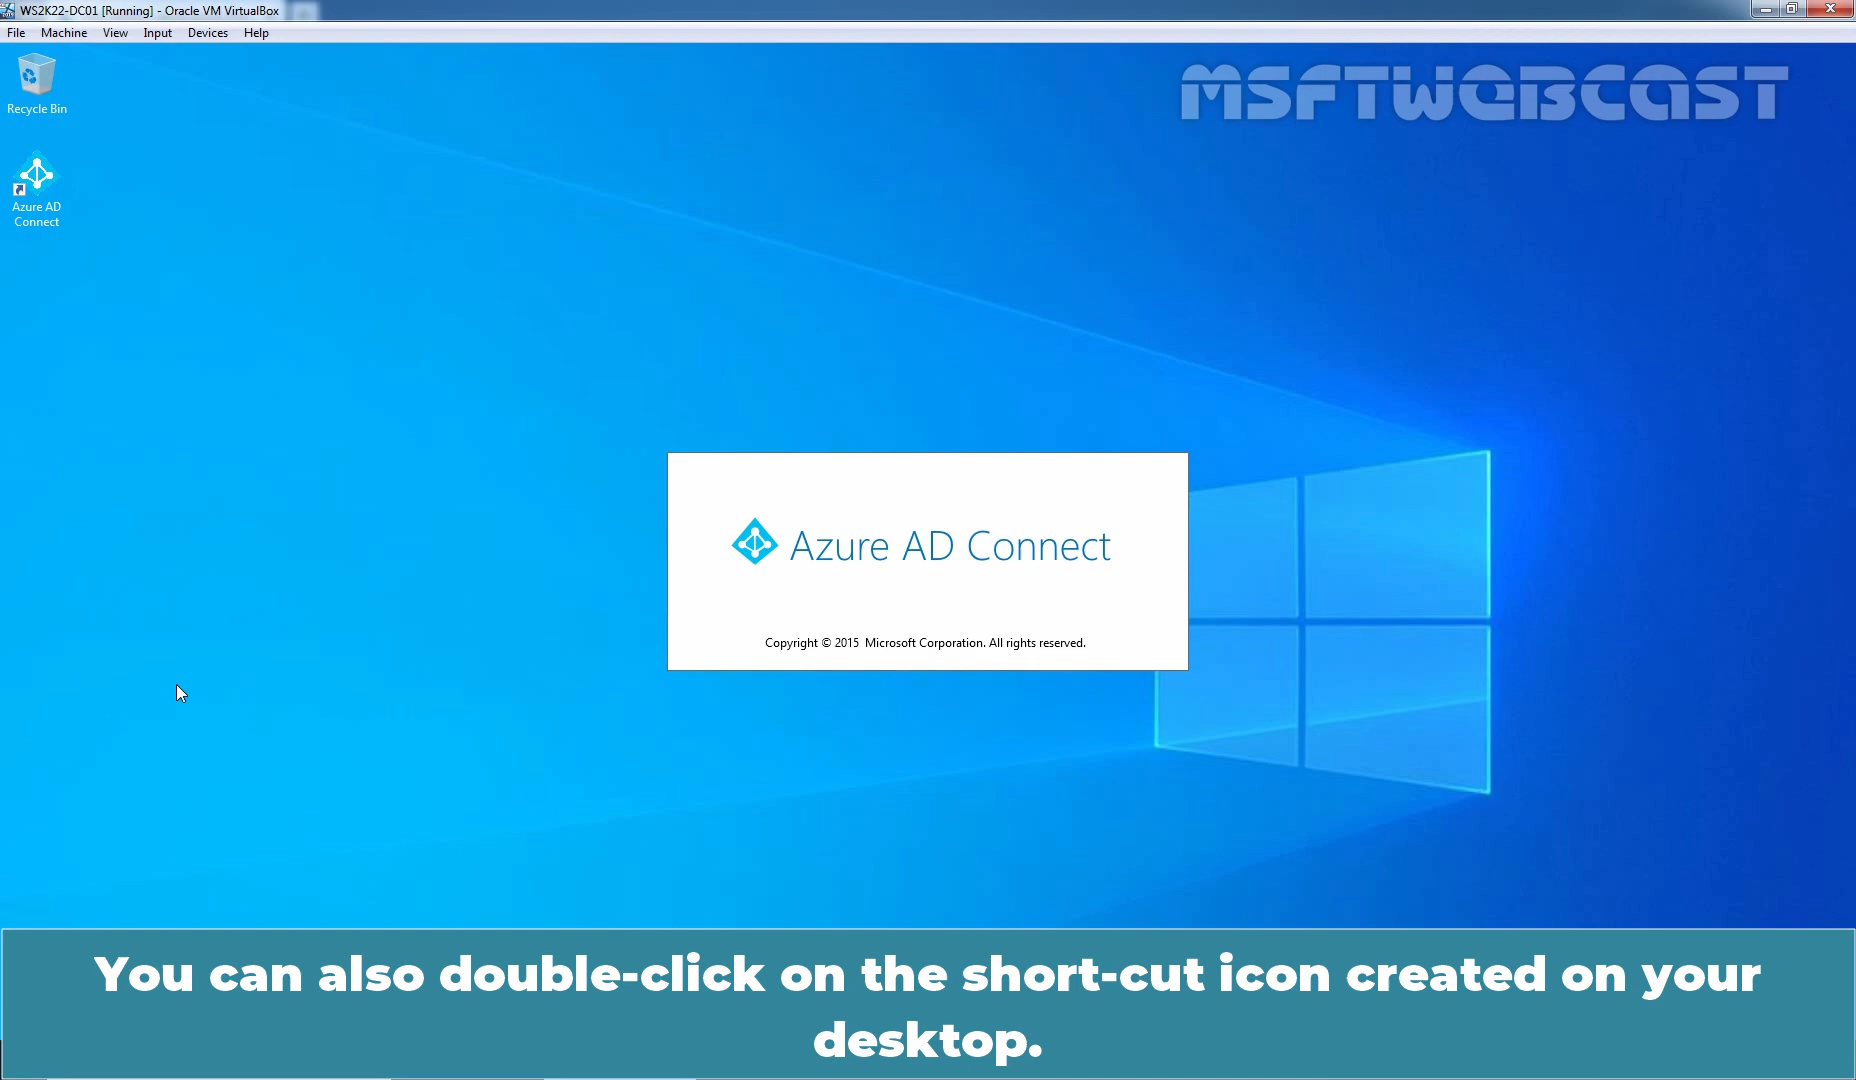 WS2K22-DC01 [Running] - Oracle VM VirtualBox
File Machine View Input Devices Help
MSFTWEBCAST
Recycle Bin
Azure AD
Connect
Azure AD Connect
Copyright © 2015 Microsoft Corporation. All rights reserved.
You can also double-click on the short-cut icon created on your
desktop.